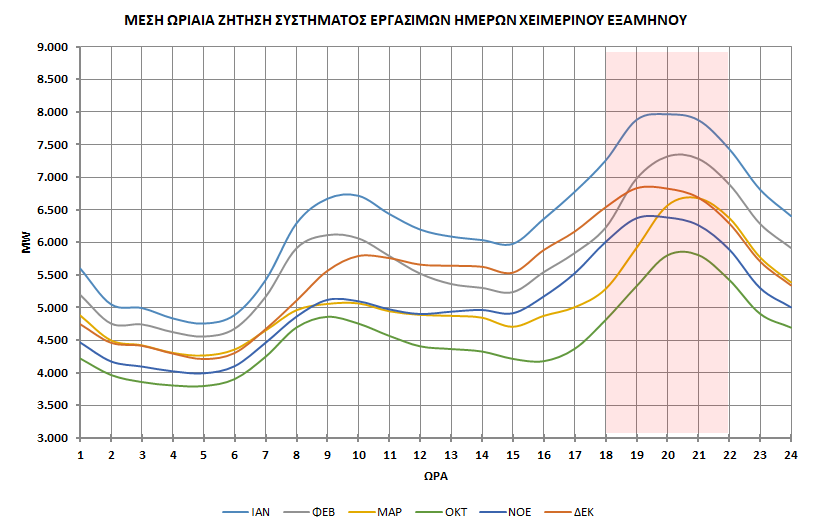 ΜΕΣΗ ΩΡΙΑΙΑ ΖΗΤΗΣΗ ΣΥΣΤΗΜΑΤΟΣ ΕΡΓΑΣΙΜΩΝ ΗΜΕΡΩΝ ΧΕΙΜΕΡΙΝΟΥ ΕΞΑΜΗΝΟΥ
9.000
8.500
8.000
7.500
7.000
6.500
6.000
5.500
5.000
4.500
4.000
3.500
3.000
MW
1 2 3 4 5 6 7 8 9 10 11 12 13 14 15 16 17 18 19 20 21 22 23 24
ΩΡΑ
ΙΑΝ ΦΕΒ ΜΑΡ ΟΚΤ ΝΟΕ ΔΕΚ